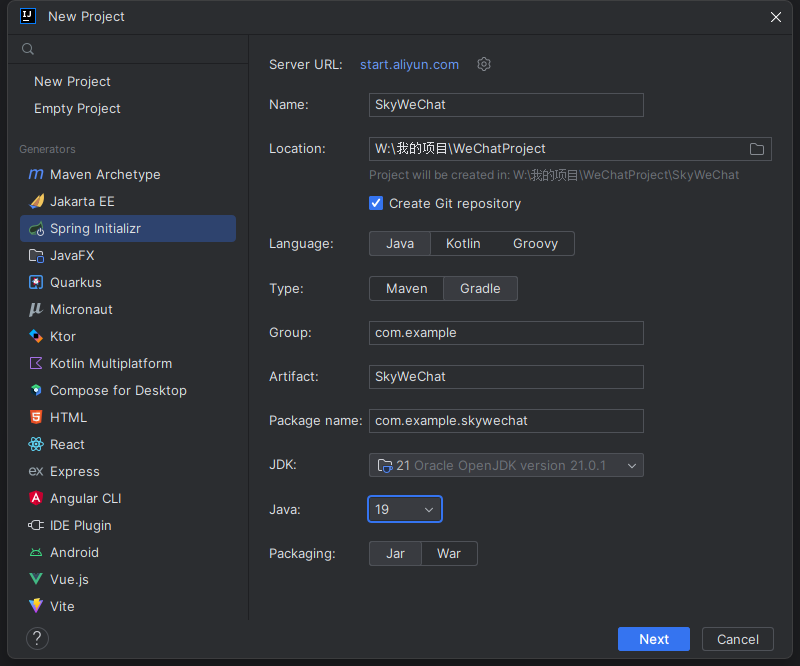 New Project
New Project
Empty Project
Generators
Maven Archetype
Jakarta EE
Spring Initializr
JavaFX
Quarkus
Micronaut
Ktor
Kotlin Multiplatform
Compose for Desktop
HTML
React
Express
Angular CLI
IDE Plugin
Android
Vue.js
Vite
Server URL: start.aliyun.com
Name: SkyWeChat
Location: W:\我的项目\WeChatProject
Project will be created in: W:\我的项目\WeChatProject\SkyWeChat
Create Git repository
Language: Java Kotlin Groovy
Type: Maven Gradle
Group: com.example
Artifact: SkyWeChat
Package name: com.example.skywechat
JDK: 21 Oracle OpenJDK version 21.0.1
Java: 19
Packaging: Jar War
? Next Cancel